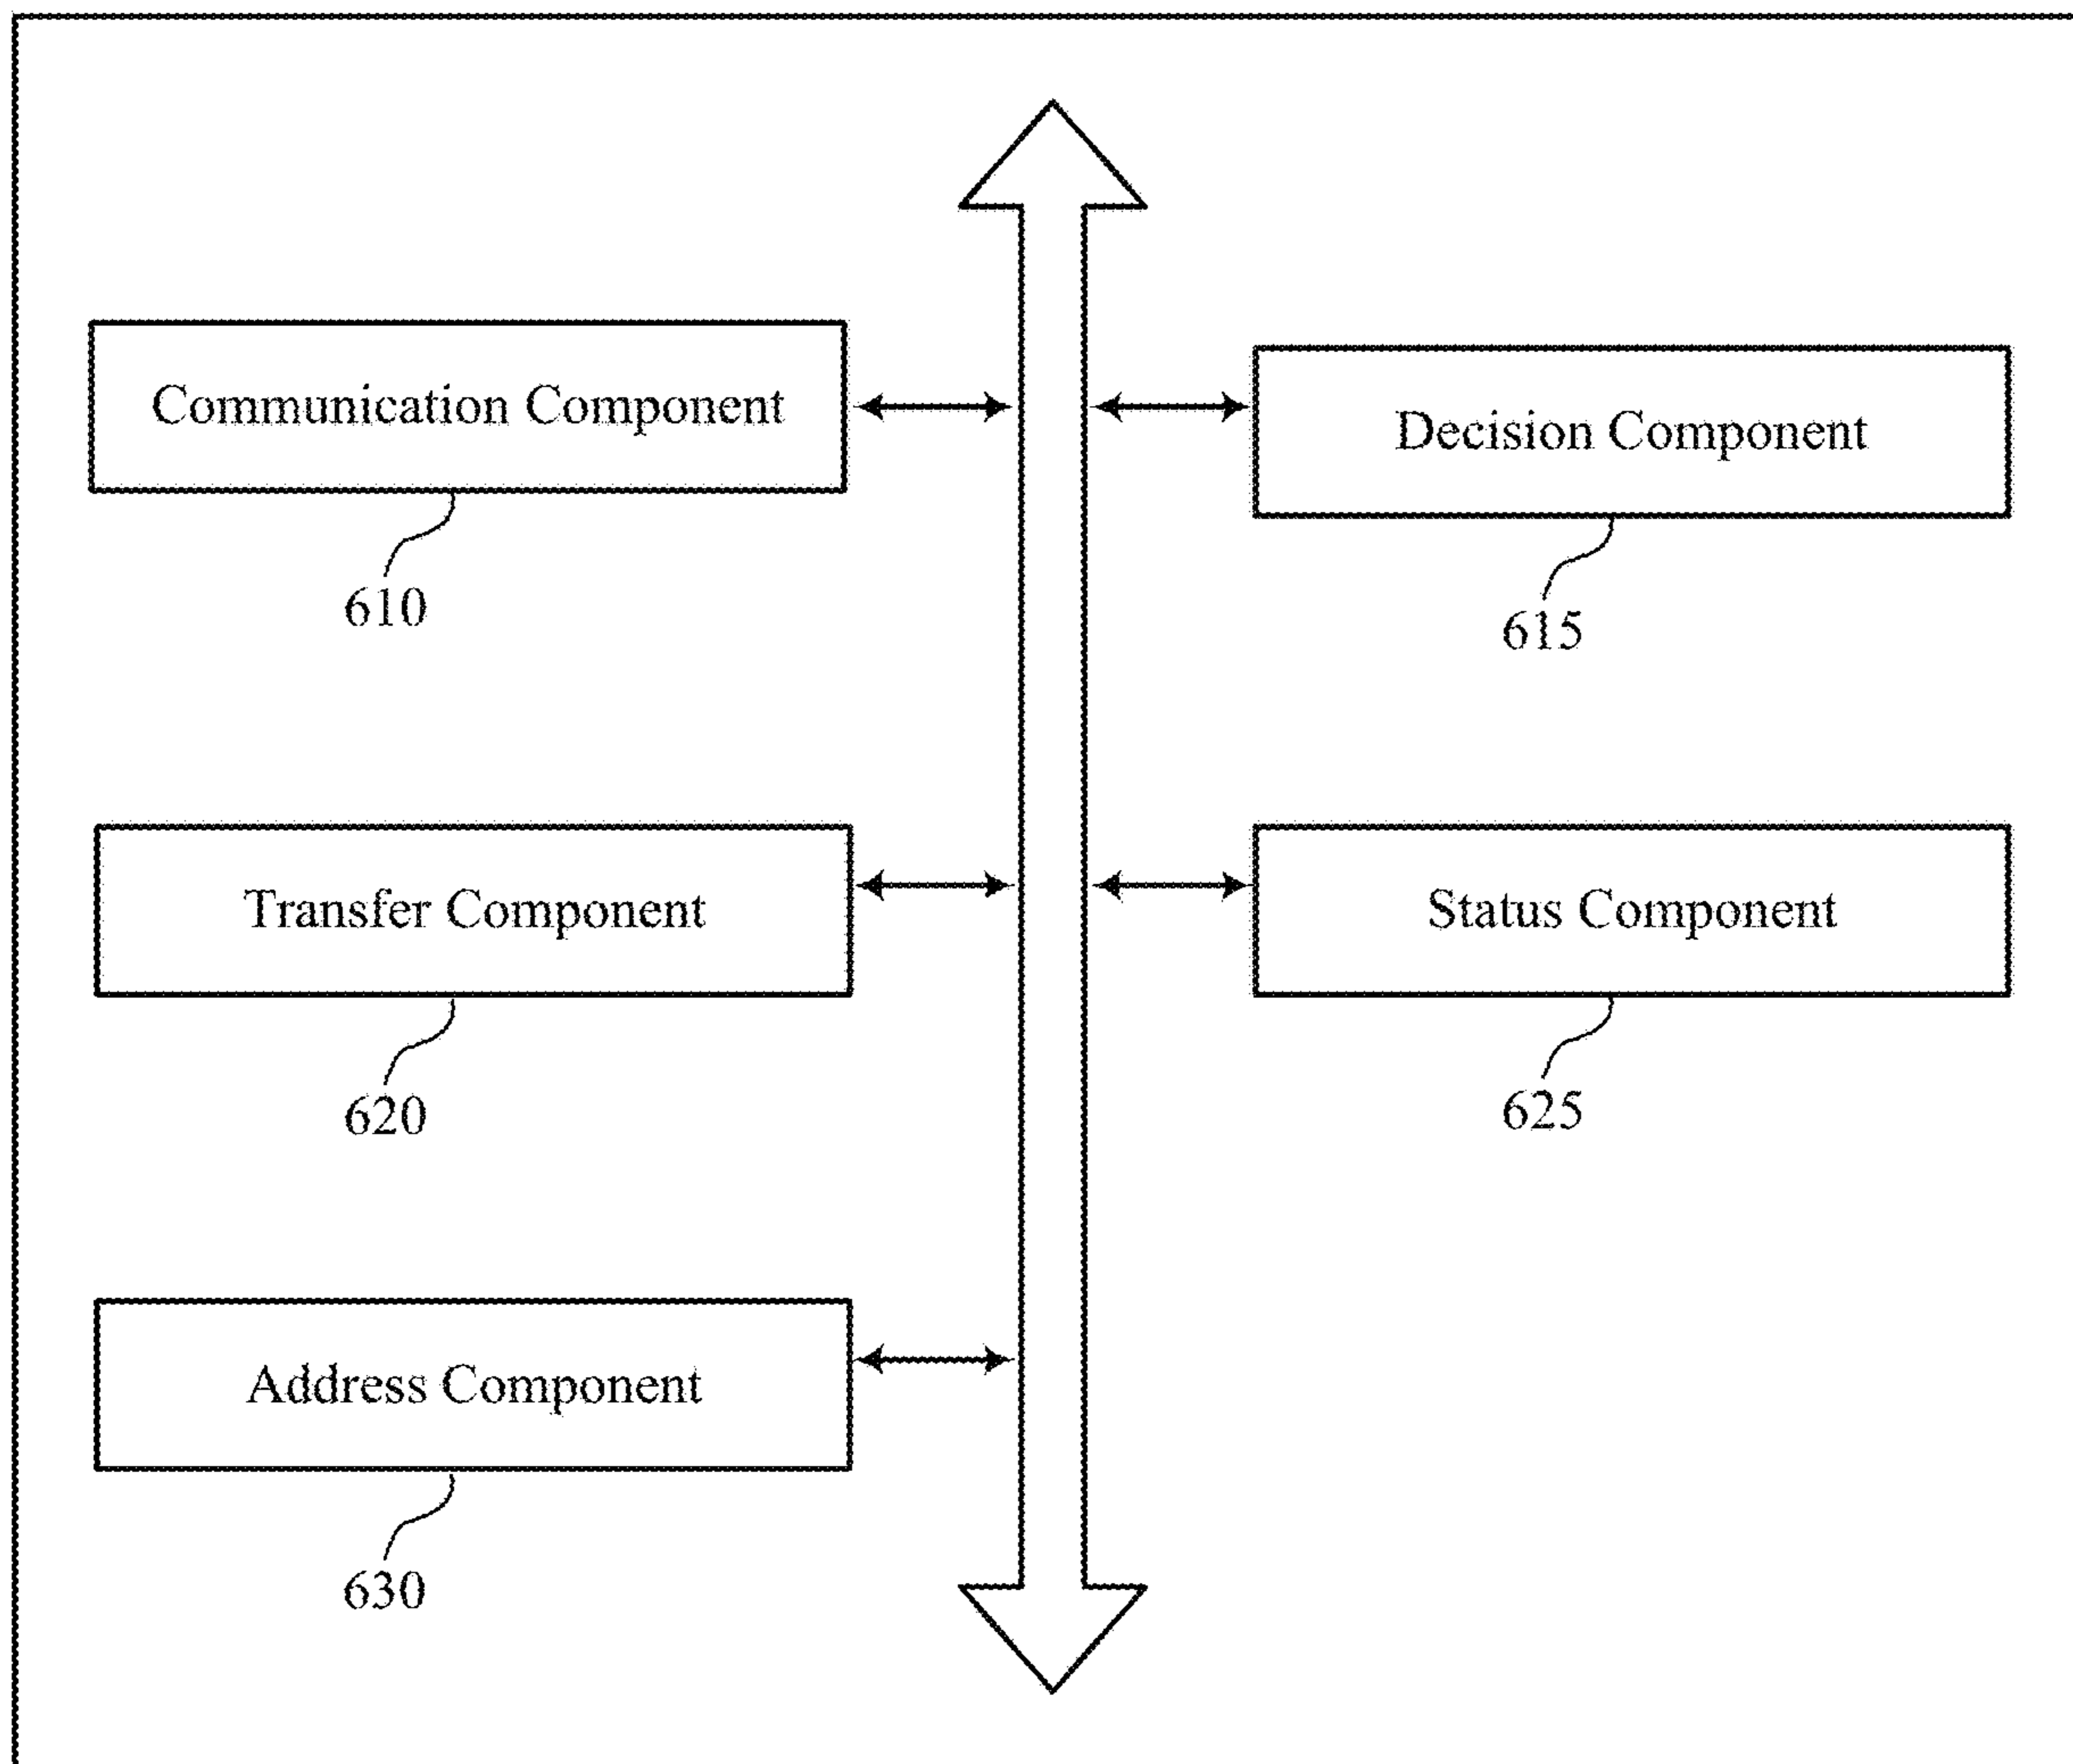 Communication Component
610
Decision Component
615
Transfer Component
620
Status Component
625
Address Component
630